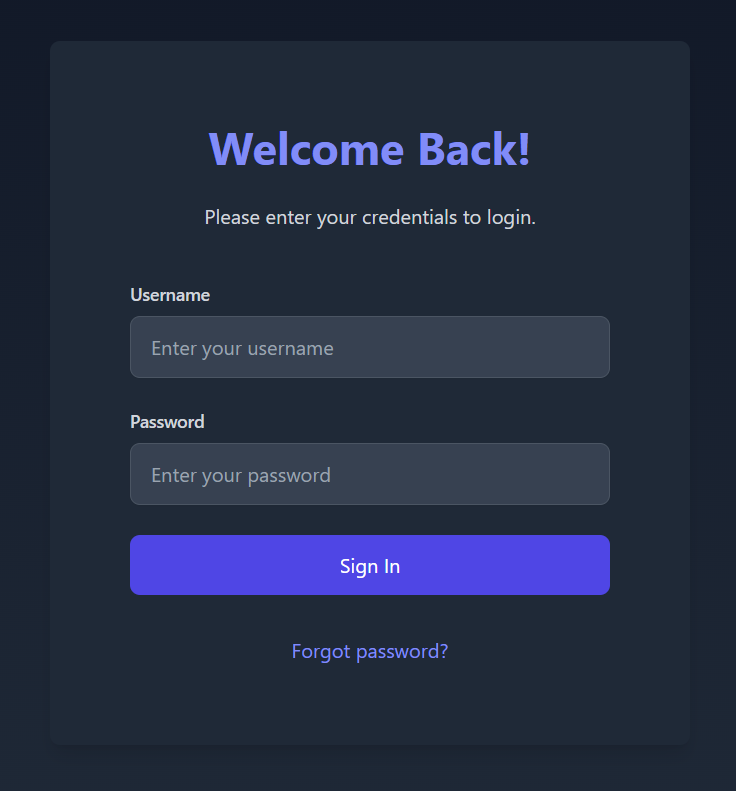 Welcome Back!
Please enter your credentials to login.
Username
Enter your username
Password
Enter your password
Sign In
Forgot password?